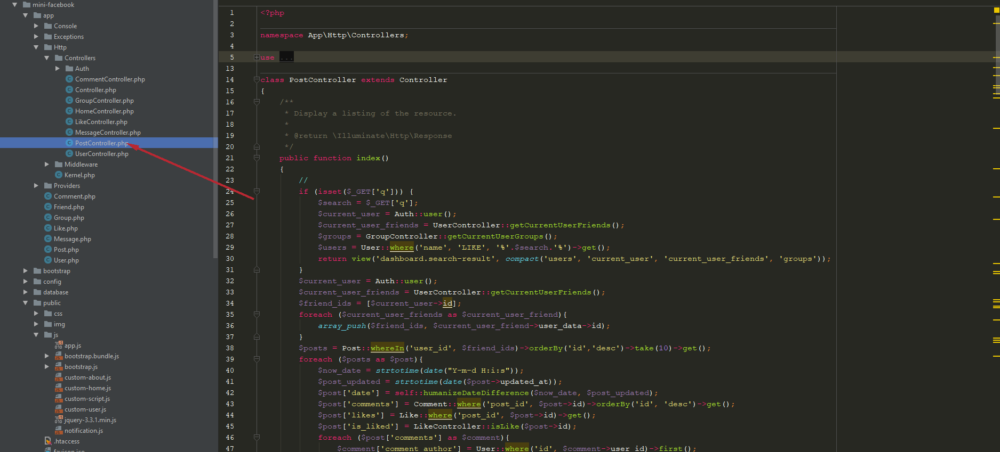 mini-facebook
app
Console
Exceptions
Http
Controllers
Auth
CommentController.php
Controller.php
GroupController.php
HomeController.php
LikeController.php
MessageController.php
PostController.php
UserController.php
Middleware
Kernel.php
Providers
Comment.php
Friend.php
Group.php
Like.php
Message.php
Post.php
User.php
bootstrap
config
database
public
css
img
js
app.js
bootstrap.bundle.js
bootstrap.js
custom-about.js
custom-home.js
custom-script.js
custom-user.js
jquery-3.3.1.min.js
notification.js
.htaccess
favicon.ico
1 <?php
2
3 namespace App\Http\Controllers;
4
5 use ...
13
14 class PostController extends Controller
15 {
16 /**
17 * Display a listing of the resource.
18 *
19 * @return \Illuminate\Http\Response
20 */
21 public function index()
22 {
23 //
24 if (isset($_GET['q'])) {
25 $search = $_GET['q'];
26 $current_user = Auth::user();
27 $current_user_friends = UserController::getCurrentUserFriends();
28 $groups = GroupController::getCurrentUserGroups();
29 $users = User::where('name', 'LIKE', '%'.$search.'%')->get();
30 return view('dashboard.search-result', compact('users', 'current_user', 'current_user_friends', 'groups'));
31 }
32 $current_user = Auth::user();
33 $current_user_friends = UserController::getCurrentUserFriends();
34 $friend_ids = [$current_user->id];
35 foreach ($current_user_friends as $current_user_friend){
36 array_push($friend_ids, $current_user_friend->user_data->id);
37 }
38 $posts = Post::whereIn('user_id', $friend_ids)->orderBy('id','desc')->take(10)->get();
39 foreach ($posts as $post){
40 $now_date = strtotime(date("Y-m-d H:i:s"));
41 $post_updated = strtotime(date($post->updated_at));
42 $post['date'] = self::humanizeDateDifference($now_date, $post_updated);
43 $post['comments'] = Comment::where('post_id', $post->id)->orderBy('id', 'desc')->get();
44 $post['likes'] = Like::where('post_id', $post->id)->get();
45 $post['is_liked'] = LikeController::isLike($post->id);
46 foreach ($post['comments'] as $comment){
47 $comment['comment_author'] = User::where('id', $comment->user_id)->first();